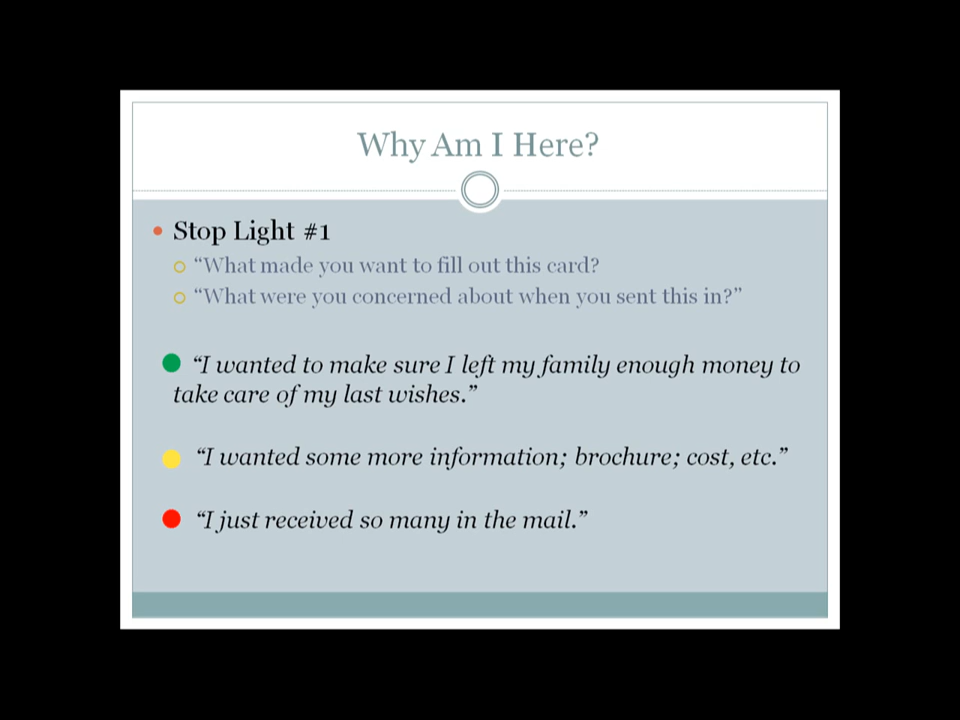 Why Am I Here?
Stop Light #1
“What made you want to fill out this card?
“What were you concerned about when you sent this in?”
“I wanted to make sure I left my family enough money to
take care of my last wishes.”
“I wanted some more information; brochure; cost, etc.”
“I just received so many in the mail.”